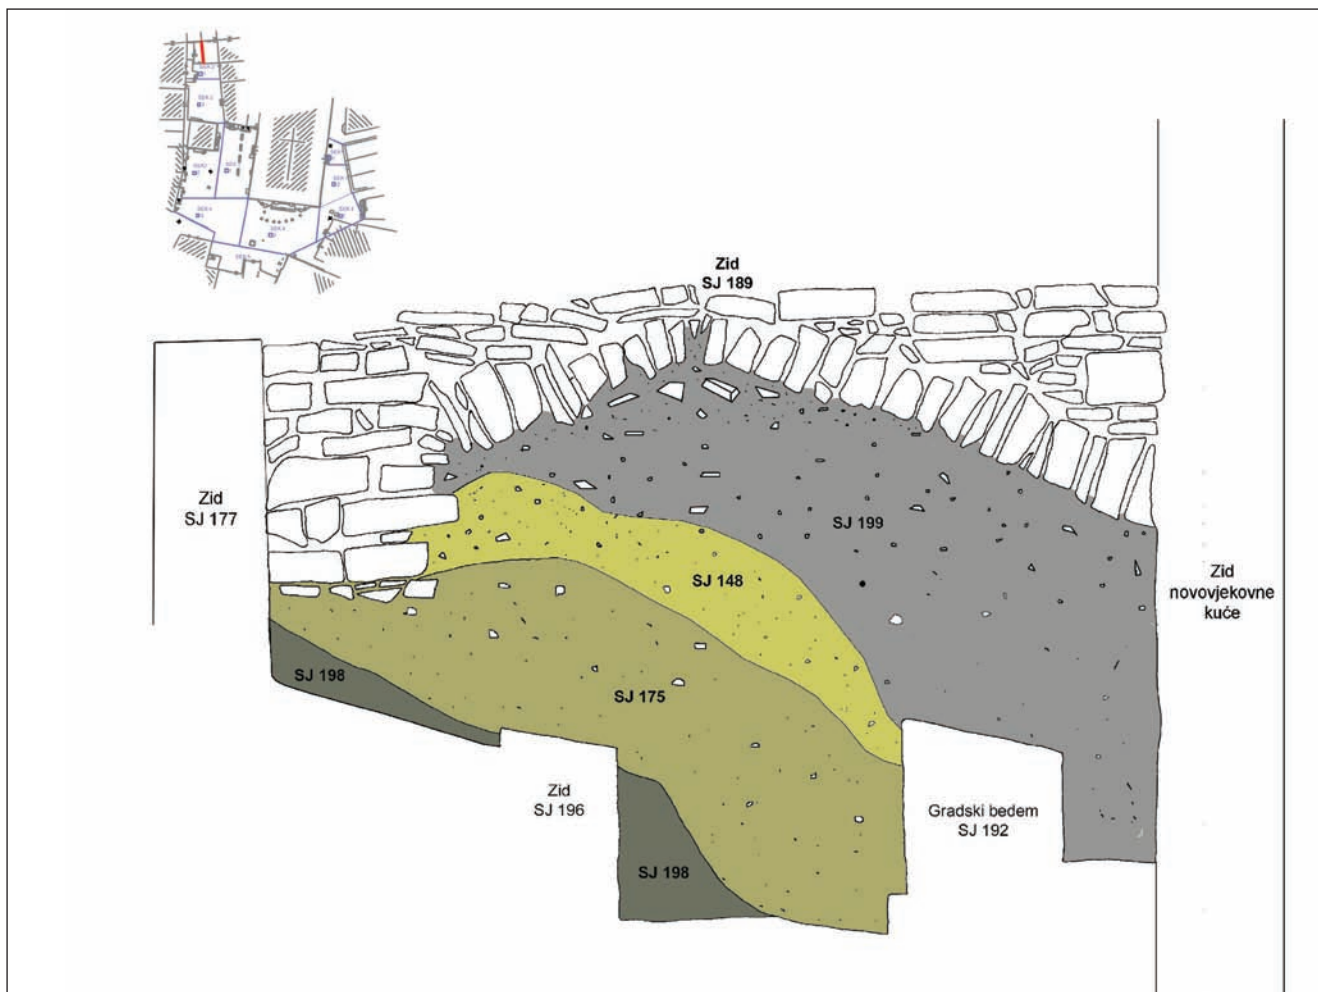 Zid
SJ 189
Zid
SJ 177
SJ 199
SJ 148
Zid
novovjekovne
kuće
SJ 198
SJ 175
Zid
SJ 196
Gradski bedem
SJ 192
SJ 198